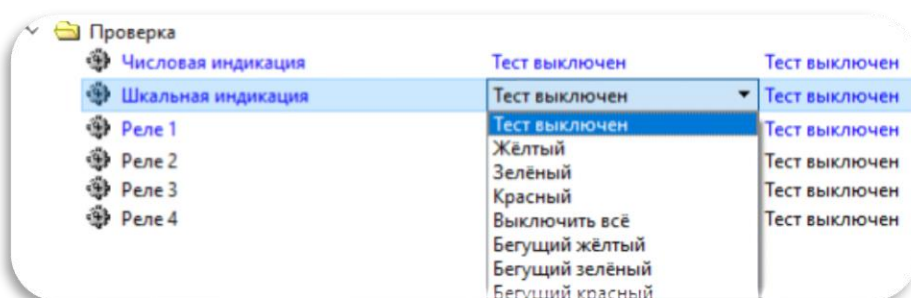 Проверка
Числовая индикация Тест выключен Тест выключен
Шкальная индикация Тест выключен Тест выключен
Реле 1 Тест выключен Тест выключен
Жёлтый
Реле 2 Тест выключен
Зелёный
Реле 3 Красный Тест выключен
Реле 4 Выключить всё Тест выключен
Бегущий жёлтый
Бегущий зелёный
Бегущий красный